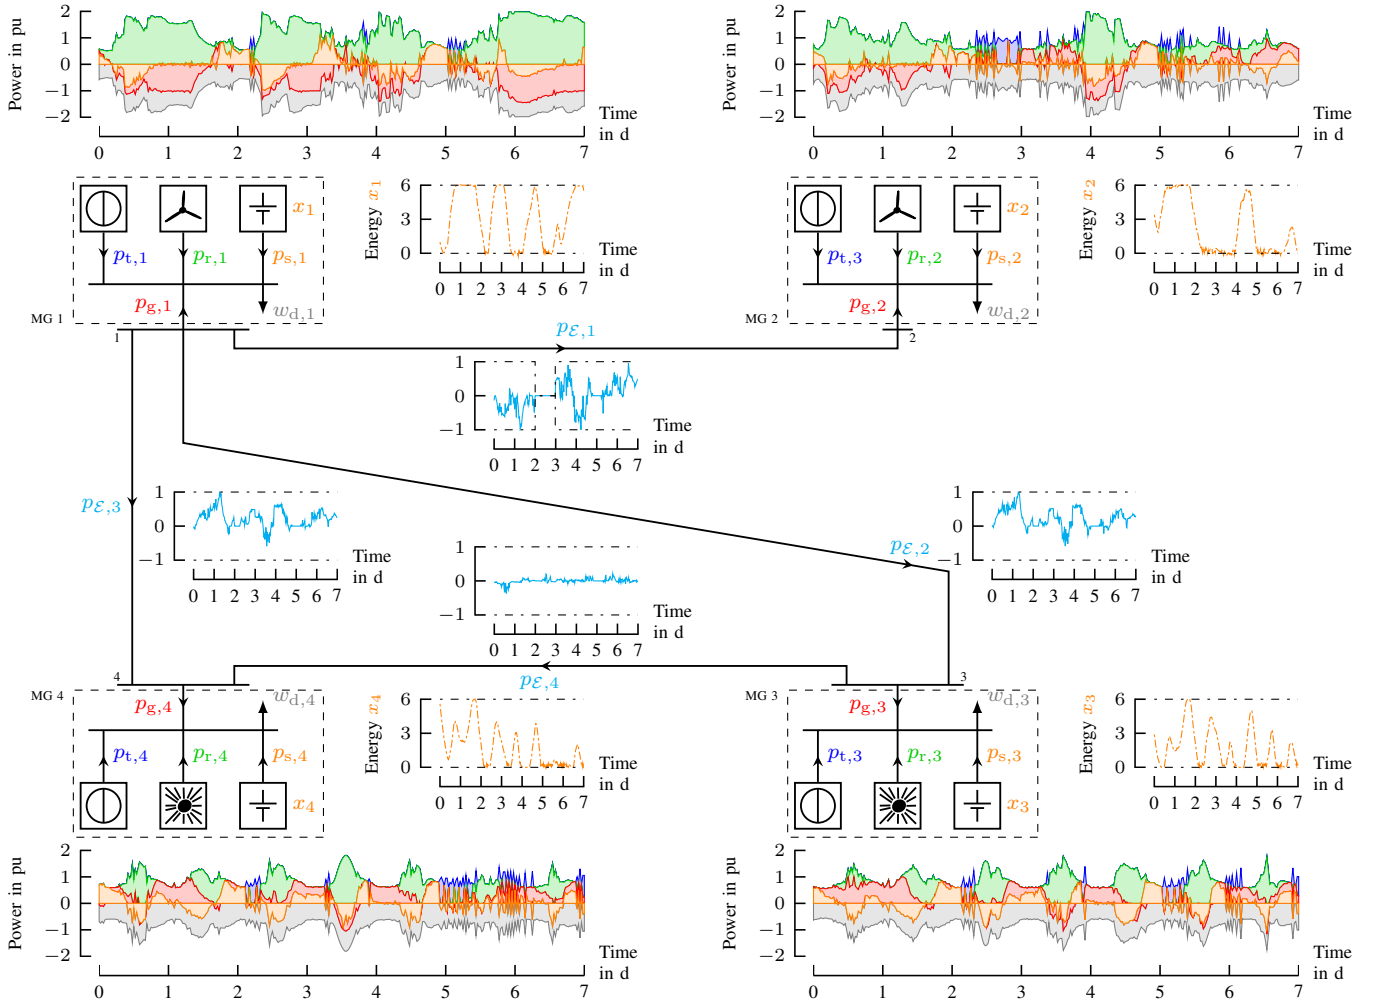 Power in pu
2
1
0
−1
−2
Time
in d
0 1 2 3 4 5 6 7
Power in pu
2
1
0
−1
−2
Time
in d
0 1 2 3 4 5 6 7
x1
pt,1 pr,1 ps,1
pg,1 wd,1
MG 1
1
Energy x1
6
3
0
Time
in d
0 1 2 3 4 5 6 7
x2
pt,3 pr,2 ps,2
pg,2 wd,2
MG 2
2
Energy x2
6
3
0
Time
in d
0 1 2 3 4 5 6 7
pℰ,1
1
0
−1
Time
in d
0 1 2 3 4 5 6 7
pℰ,3
1
0
−1
Time
in d
0 1 2 3 4 5 6 7
pℰ,2
1
0
−1
Time
in d
0 1 2 3 4 5 6 7
1
0
−1
Time
in d
0 1 2 3 4 5 6 7
pℰ,4
4
MG 4
pg,4 wd,4
pt,4 pr,4 ps,4
x4
Energy x4
6
3
0
Time
in d
0 1 2 3 4 5 6 7
3
MG 3
pg,3 wd,3
pt,3 pr,3 ps,3
x3
Energy x3
6
3
0
Time
in d
0 1 2 3 4 5 6 7
Power in pu
2
1
0
−1
−2
Time
in d
0 1 2 3 4 5 6 7
Power in pu
2
1
0
−1
−2
Time
in d
0 1 2 3 4 5 6 7